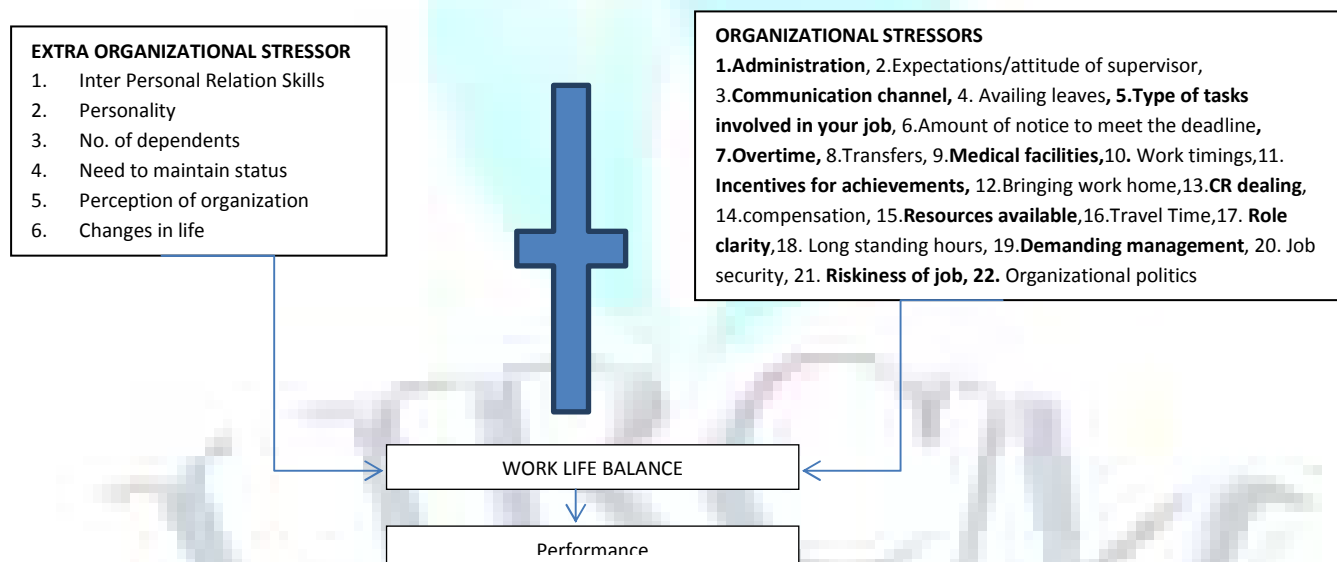 EXTRA ORGANIZATIONAL STRESSOR
1. Inter Personal Relation Skills
2. Personality
3. No. of dependents
4. Need to maintain status
5. Perception of organization
6. Changes in life
ORGANIZATIONAL STRESSORS
1.Administration, 2.Expectations/attitude of supervisor,
3.Communication channel, 4. Availing leaves, 5.Type of tasks
involved in your job, 6.Amount of notice to meet the deadline,
7.Overtime, 8.Transfers, 9.Medical facilities,10. Work timings,11.
Incentives for achievements, 12.Bringing work home,13.CR dealing,
14.compensation, 15.Resources available,16.Travel Time,17. Role
clarity,18. Long standing hours, 19.Demanding management, 20. Job
security, 21. Riskiness of job, 22. Organizational politics
WORK LIFE BALANCE
Performance